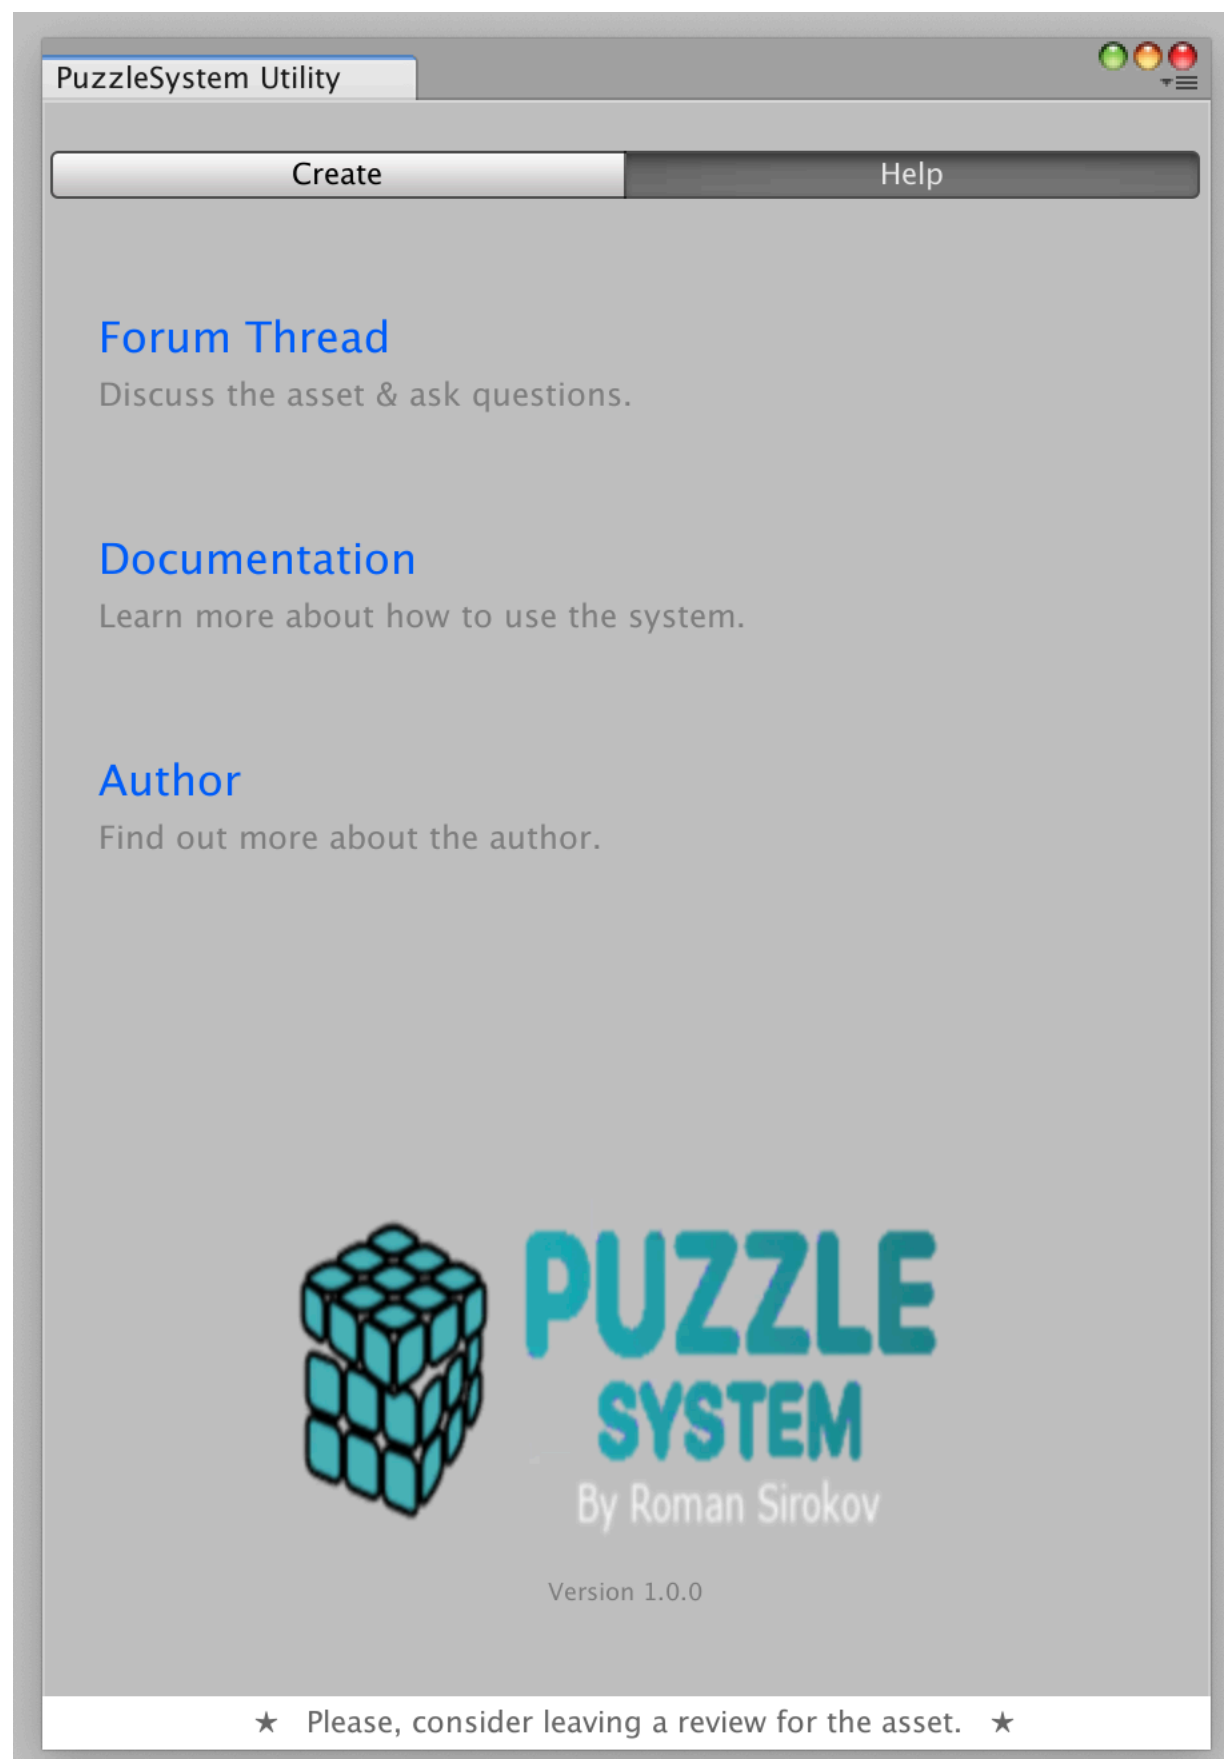 PuzzleSystem Utility
Create Help
Forum Thread
Discuss the asset & ask questions.
Documentation
Learn more about how to use the system.
Author
Find out more about the author.
PUZZLE
SYSTEM
By Roman Sirokov
Version 1.0.0
★ Please, consider leaving a review for the asset. ★